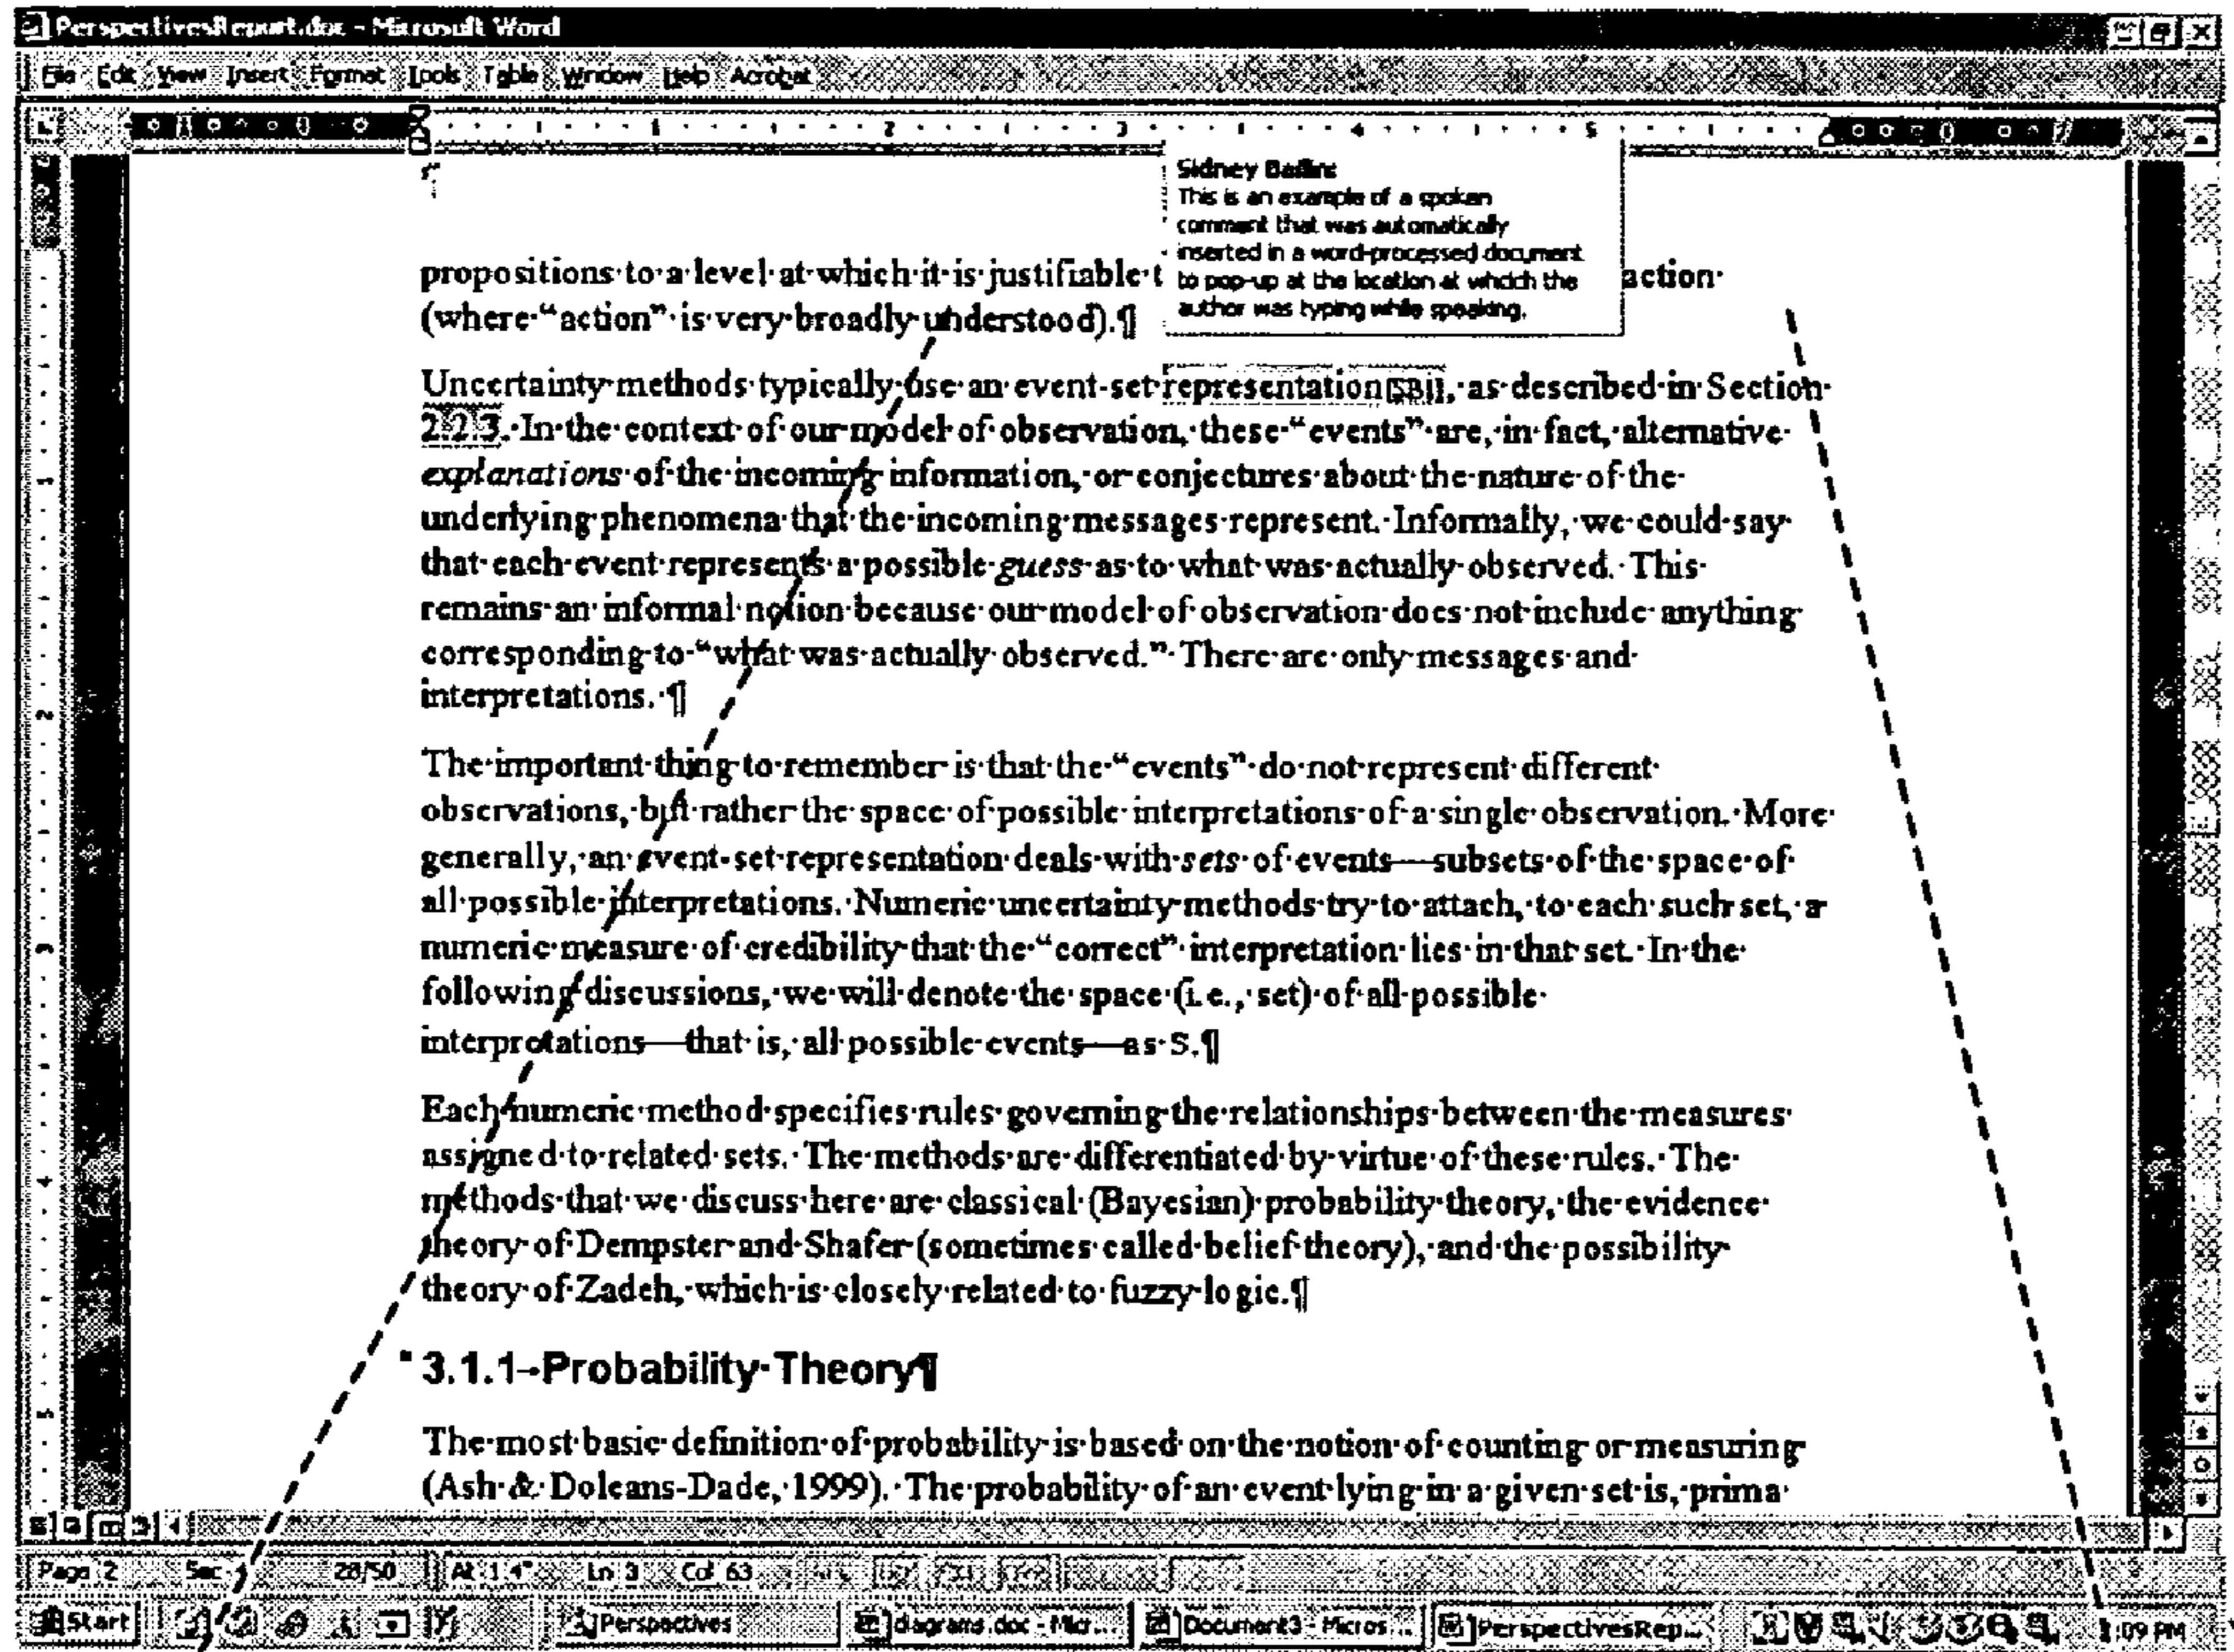 PerspectivesReport.doc - Microsoft Word
File Edit View Insert Format Tools Table Window Help Acrobat
1 2 3 4 5
Sidney
This is an example of a spoken
comment that was automatically
inserted in a word-processed document
to pop-up at the location at whdch the
author was typing while speaking.
propositions·to·a·level·at·which·it·is·justifiable·t action·
(where·“action”·is·very·broadly·understood).¶
Uncertainty·methods·typically·use·an·event-set·representation[SB1],·as·described·in·Section·
2.2.3.·In·the·context·of·our·model·of·observation,·these·“events”·are,·in·fact,·alternative·
explanations·of·the·incoming·information,·or·conjectures·about·the·nature·of·the·
underlying·phenomena·that·the·incoming·messages·represent.·Informally,·we·could·say·
that·each·event·represents·a·possible·guess·as·to·what·was·actually·observed.·This·
remains·an·informal·notion·because·our·model·of·observation·does·not·include·anything·
corresponding·to·“what·was·actually·observed.”·There·are·only·messages·and·
interpretations.·¶
The·important·thing·to·remember·is·that·the·“events”·do·not·represent·different·
observations,·but·rather·the·space·of·possible·interpretations·of·a·single·observation.·More·
generally,·an·event-set·representation·deals·with·sets·of·events—subsets·of·the·space·of·
all·possible·interpretations.·Numeric·uncertainty·methods·try·to·attach,·to·each·such·set,·a·
numeric·measure·of·credibility·that·the·“correct”·interpretation·lies·in·that·set.·In·the·
following·discussions,·we·will·denote·the·space·(i.e.,·set)·of·all·possible·
interpretations—that·is,·all·possible·events—as·S.¶
Each·numeric·method·specifies·rules·governing·the·relationships·between·the·measures·
assigned·to·related·sets.·The·methods·are·differentiated·by·virtue·of·these·rules.·The·
methods·that·we·discuss·here·are·classical·(Bayesian)·probability·theory,·the·evidence·
theory·of·Dempster·and·Shafer·(sometimes·called·belief·theory),·and·the·possibility·
theory·of·Zadeh,·which·is·closely·related·to·fuzzy·logic.¶
3.1.1→Probability·Theory¶
The·most·basic·definition·of·probability·is·based·on·the·notion·of·counting·or·measuring·
(Ash·&·Doleans-Dade,·1999).·The·probability·of·an·event·lying·in·a·given·set·is,·prima·
Page 2 Sec 28/50 At 1.4" Ln 3 Col 63
Start Perspectives diagrams.doc - Micr... Document3 - Micros... PerspectivesRep... :09 PM